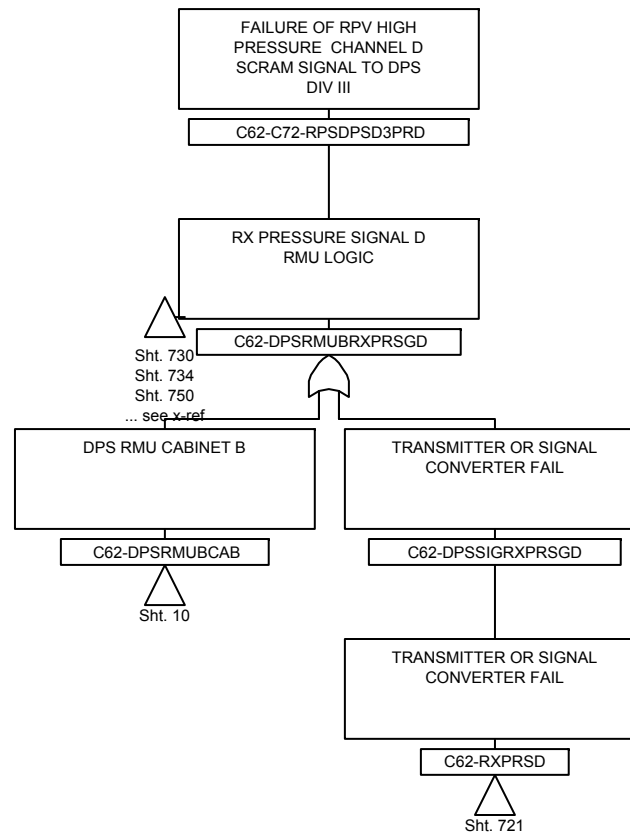 FAILURE OF RPV HIGH
PRESSURE CHANNEL D
SCRAM SIGNAL TO DPS
DIV III
C62-C72-RPSDPSD3PRD
RX PRESSURE SIGNAL D
RMU LOGIC
C62-DPSRMUBRXPRSGD
Sht. 730
Sht. 734
Sht. 750
... see x-ref
DPS RMU CABINET B
C62-DPSRMUBCAB
Sht. 10
TRANSMITTER OR SIGNAL
CONVERTER FAIL
C62-DPSSIGRXPRSGD
TRANSMITTER OR SIGNAL
CONVERTER FAIL
C62-RXPRSD
Sht. 721